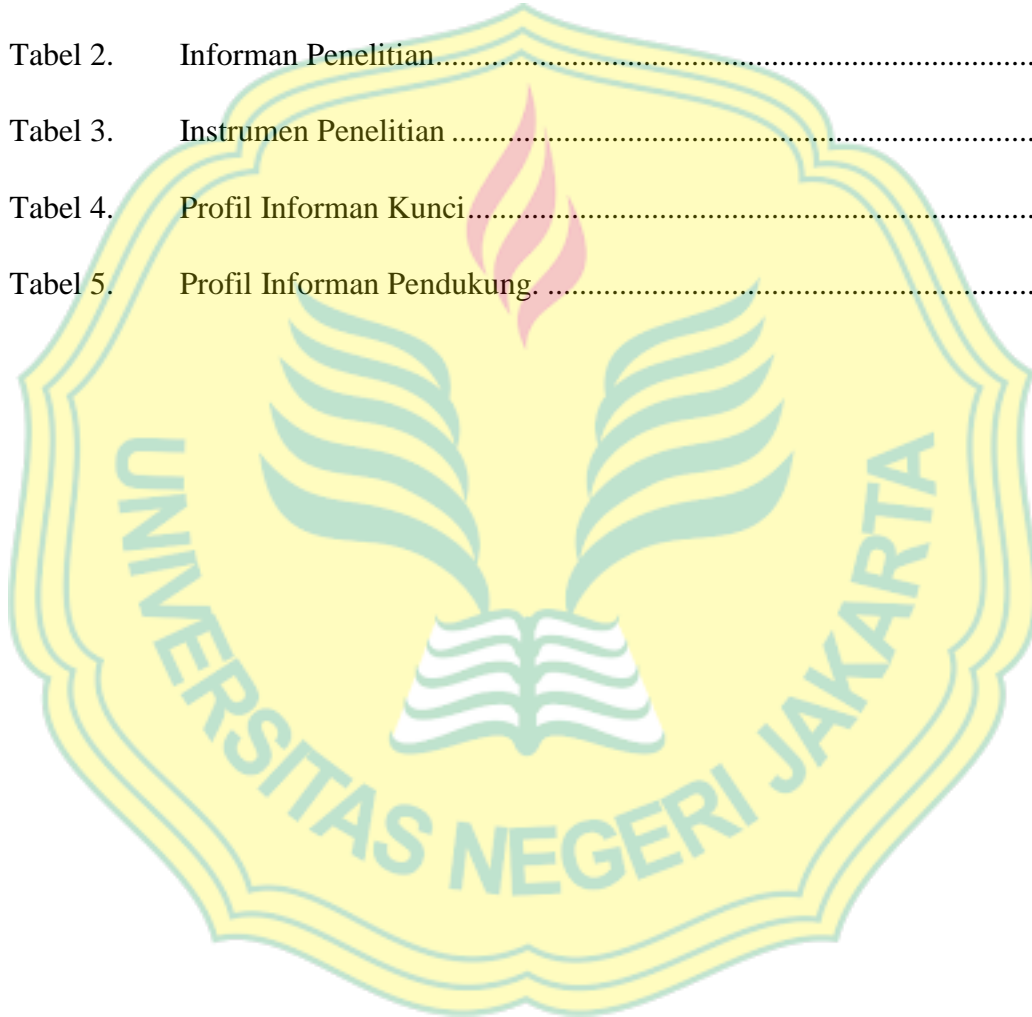 Tabel 2. Informan Penelitian........................................................................
Tabel 3. Instrumen Penelitian ......................................................................
Tabel 4. Profil Informan Kunci....................................................................
Tabel 5. Profil Informan Pendukung. ..........................................................
UNIVERSITAS NEGERI JAKARTA